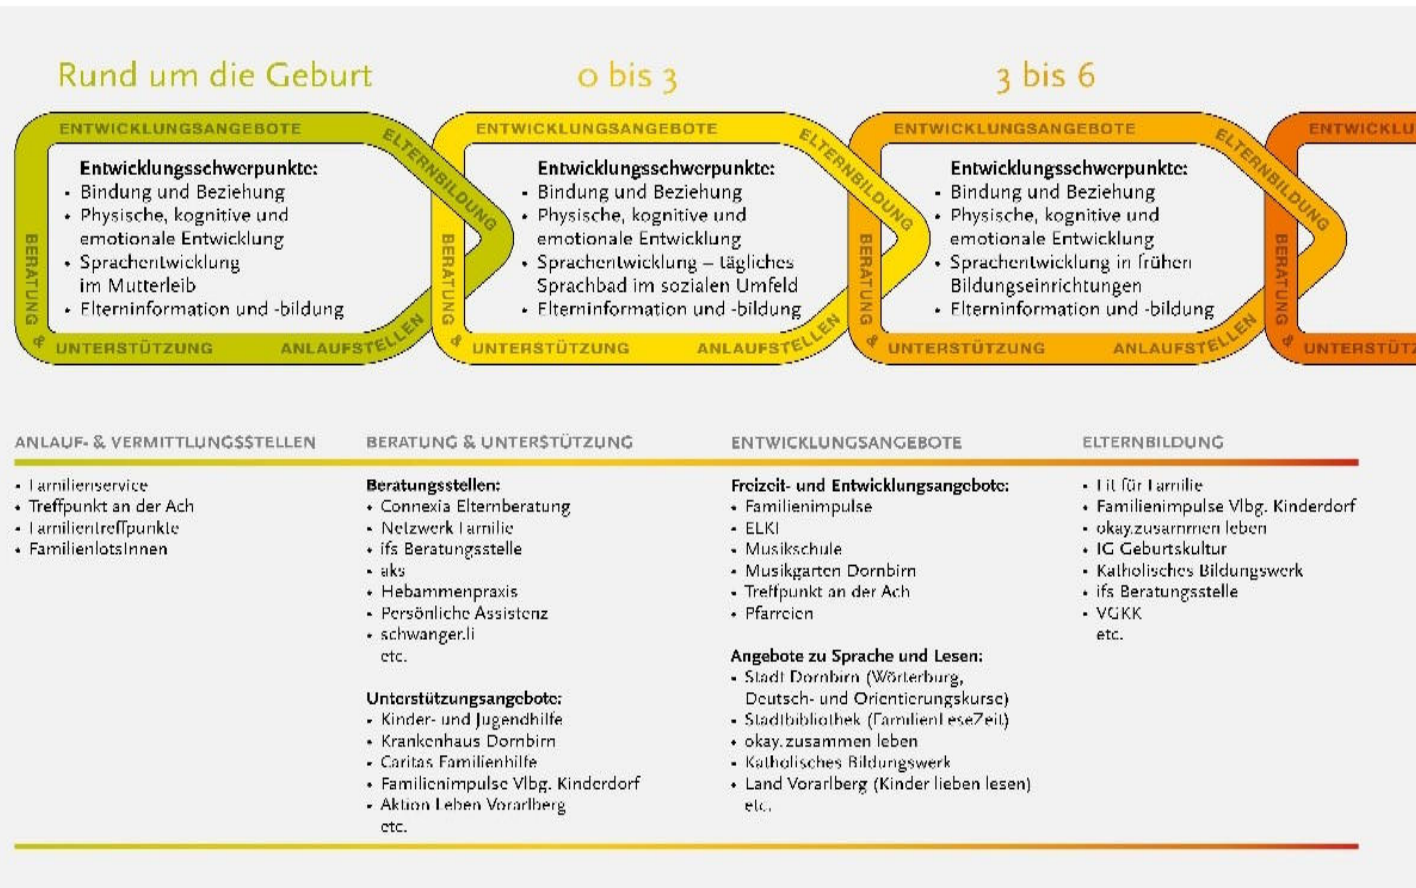 Rund um die Geburt
0 bis 3
3 bis 6
ENTWICKLUNGSANGEBOTE
ELTERNBILDUNG
BERATUNG & UNTERSTÜTZUNG
ANLAUFSTELLEN
Entwicklungsschwerpunkte:
• Bindung und Beziehung
• Physische, kognitive und
emotionale Entwicklung
• Sprachentwicklung
im Mutterleib
• Elterninformation und -bildung
ENTWICKLUNGSANGEBOTE
ELTERNBILDUNG
BERATUNG & UNTERSTÜTZUNG
ANLAUFSTELLEN
Entwicklungsschwerpunkte:
• Bindung und Beziehung
• Physische, kognitive und
emotionale Entwicklung
• Sprachentwicklung – tägliches
Sprachbad im sozialen Umfeld
• Elterninformation und -bildung
ENTWICKLUNGSANGEBOTE
ELTERNBILDUNG
BERATUNG & UNTERSTÜTZUNG
ANLAUFSTELLEN
Entwicklungsschwerpunkte:
• Bindung und Beziehung
• Physische, kognitive und
emotionale Entwicklung
• Sprachentwicklung in frühen
Bildungseinrichtungen
• Elterninformation und -bildung
ENTWICKLU
BERATUNG & UNTERSTÜTZ
ANLAUF- & VERMITTLUNGSSTELLEN
• Familienservice
• Treffpunkt an der Ach
• Familientreffpunkte
• FamilienlotsInnen
BERATUNG & UNTERSTÜTZUNG
Beratungsstellen:
• Connexia Elternberatung
• Netzwerk Familie
• ifs Beratungsstelle
• aks
• Hebammenpraxis
• Persönliche Assistenz
• schwanger.li
etc.
Unterstützungsangebote:
• Kinder- und Jugendhilfe
• Krankenhaus Dornbirn
• Caritas Familienhilfe
• Familienimpulse Vlbg. Kinderdorf
• Aktion Leben Vorarlberg
etc.
ENTWICKLUNGSANGEBOTE
Freizeit- und Entwicklungsangebote:
• Familienimpulse
• ELKI
• Musikschule
• Musikgarten Dornbirn
• Treffpunkt an der Ach
• Pfarreien
Angebote zu Sprache und Lesen:
• Stadt Dornbirn (Wörterburg,
Deutsch- und Orientierungskurse)
• Stadtbibliothek (FamilienLeseZeit)
• okay.zusammen leben
• Katholisches Bildungswerk
• Land Vorarlberg (Kinder lieben lesen)
etc.
ELTERNBILDUNG
• Fit für Familie
• Familienimpulse Vlbg. Kinderdorf
• okay.zusammen leben
• IG Geburtskultur
• Katholisches Bildungswerk
• ifs Beratungsstelle
• VGKK
etc.